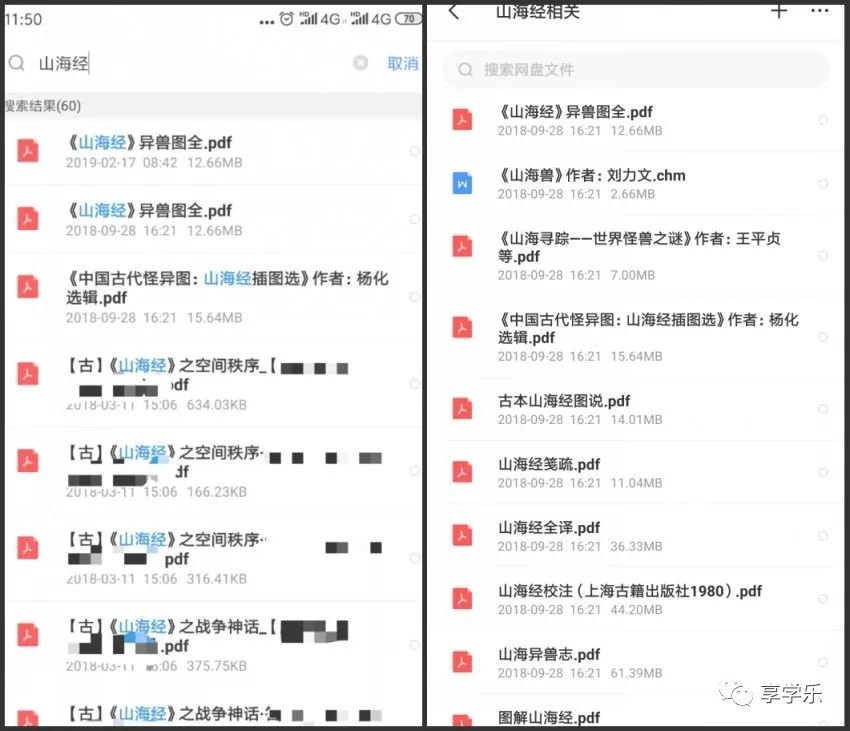 11:50
HD 4G HD 4G 70
山海经
取消
搜索结果(60)
《山海经》异兽图全.pdf
2019-02-17 08:42 12.66MB
《山海经》异兽图全.pdf
2018-09-28 16:21 12.66MB
《中国古代怪异图：山海经插图选》作者：杨化
选辑.pdf
2018-09-28 16:21 15.64MB
【古】《山海经》之空间秩序_【
pdf
2018-03-11 15:06 634.03KB
【古】《山海经》之空间秩序
df
2018-03-11 15:06 166.23KB
【古】《山海经》之空间秩序
pdf
2018-03-11 15:06 316.41KB
【古】《山海经》之战争神话_【
.pdf
2018-03-11 15:06 375.75KB
【古】《山海经》之战争神话
山海经相关
搜索网盘文件
《山海经》异兽图全.pdf
2018-09-28 16:21 12.66MB
《山海兽》作者：刘力文.chm
2018-09-28 16:21 2.66MB
《山海寻踪——世界怪兽之谜》作者：王平贞
等.pdf
2018-09-28 16:21 7.00MB
《中国古代怪异图：山海经插图选》作者：杨化
选辑.pdf
2018-09-28 16:21 15.64MB
古本山海经图说.pdf
2018-09-28 16:21 14.01MB
山海经笺疏.pdf
2018-09-28 16:21 11.04MB
山海经全译.pdf
2018-09-28 16:21 36.33MB
山海经校注（上海古籍出版社1980）.pdf
2018-09-28 16:21 44.20MB
山海异兽志.pdf
2018-09-28 16:21 61.39MB
图解山海经.pdf
享学乐